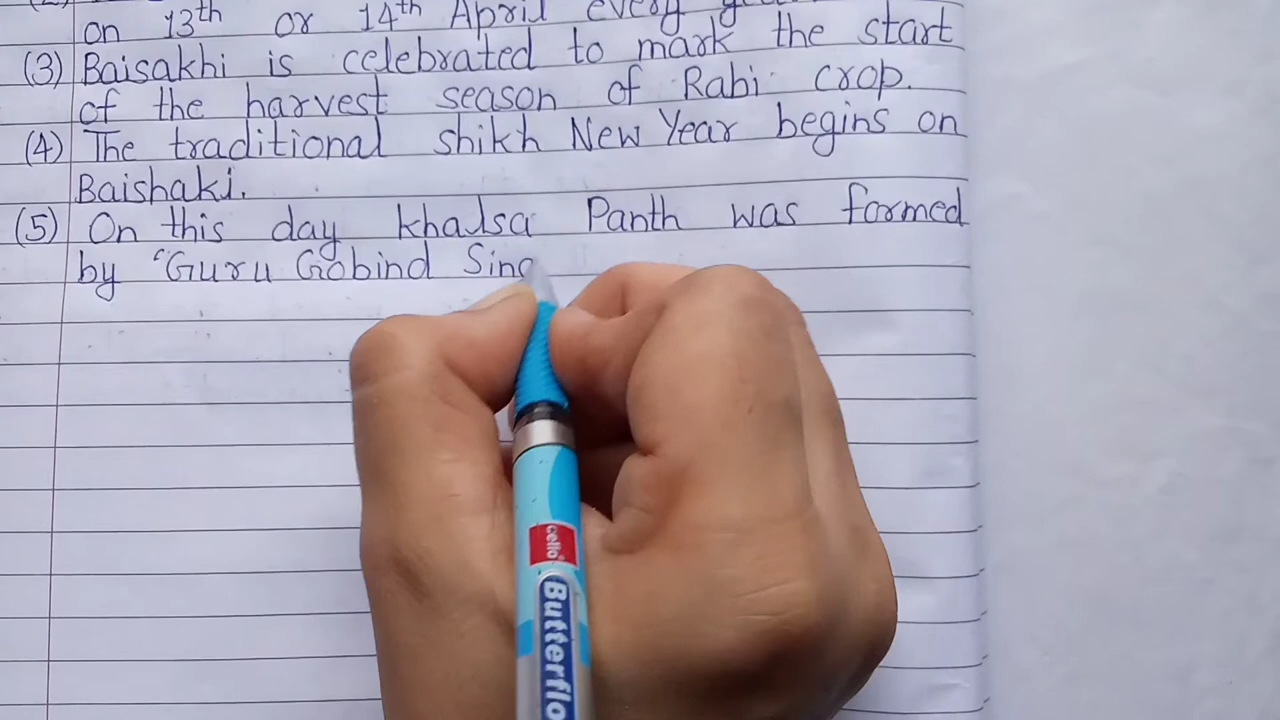 on 13th or 14th April every
(3) Baisakhi is celebrated to mark the start
of the harvest season of Rabi crop.
(4) The traditional shikh New Year begins on
Baishaki.
(5) On this day khalsa Panth was formed
by "Guru Gobind Sing
cello
Butterflo